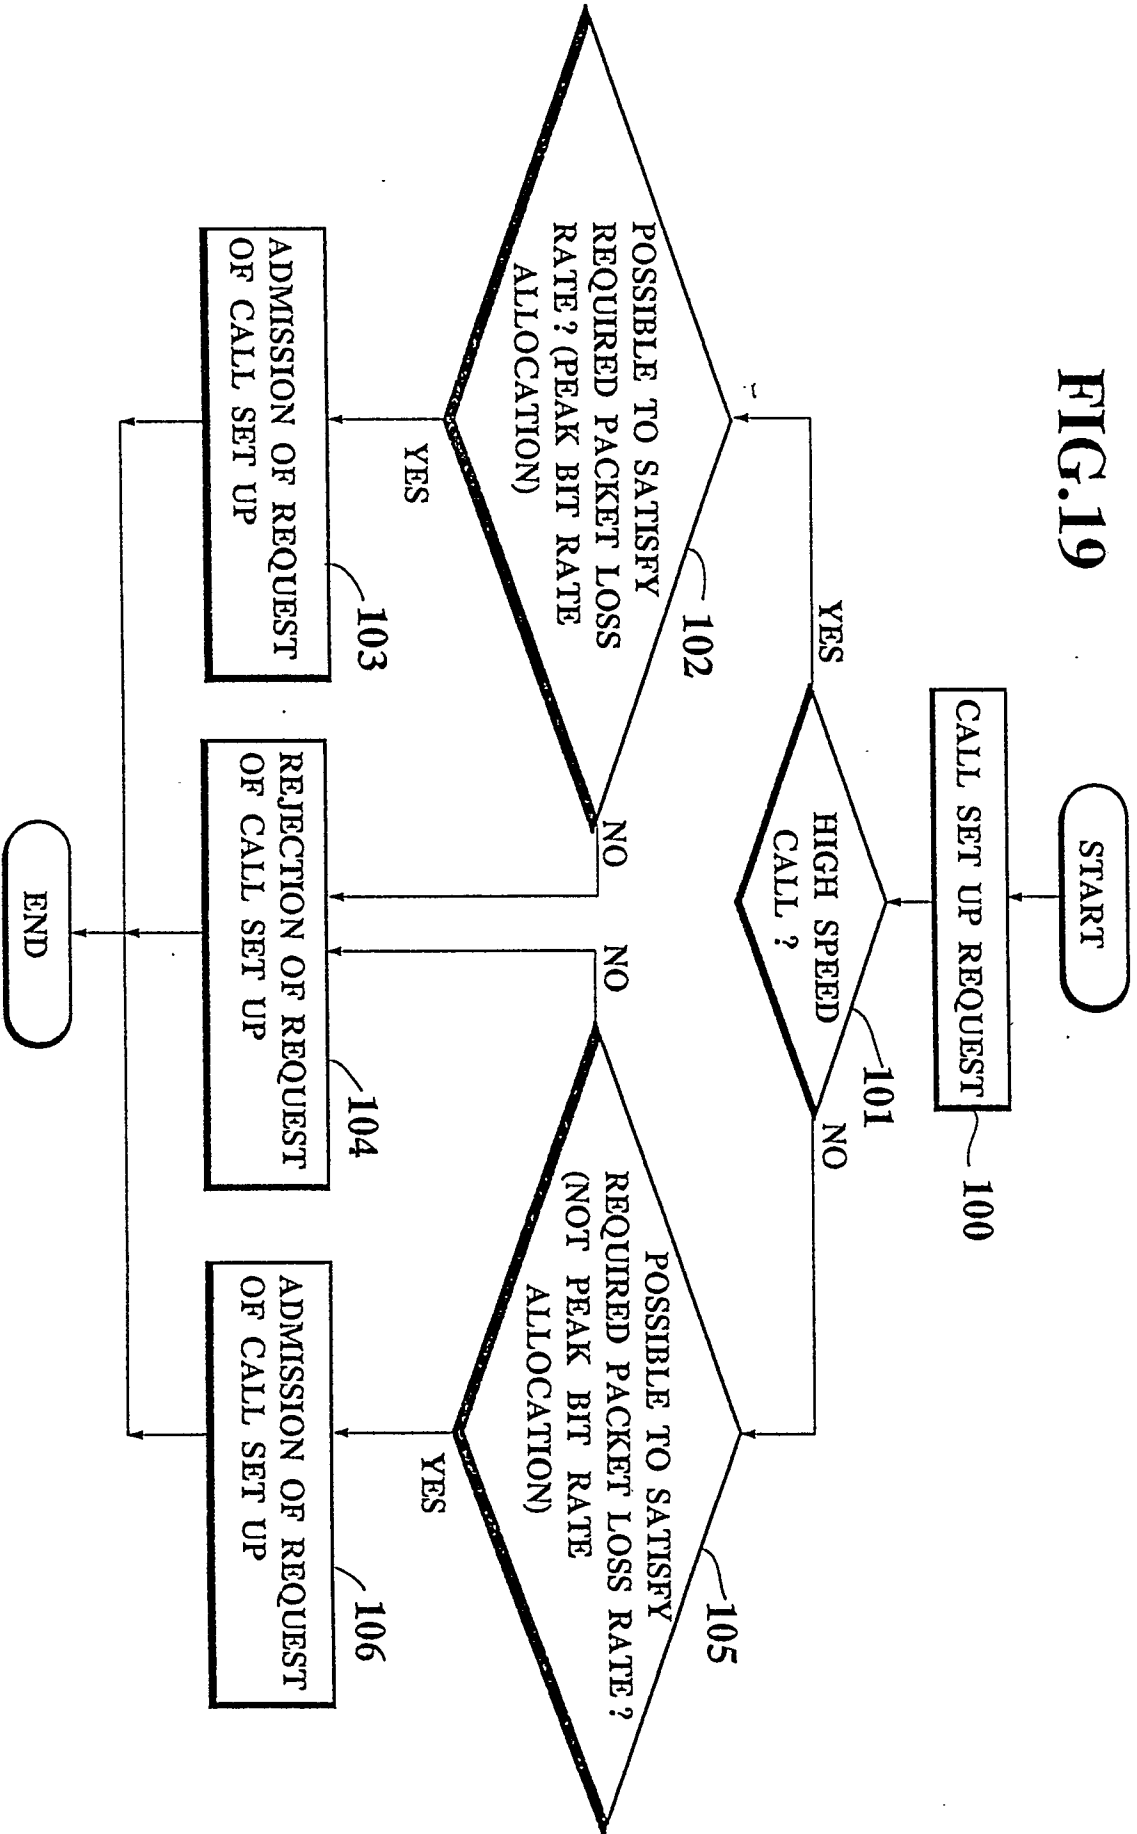 FIG.19
START
CALL SET UP REQUEST
100
HIGH SPEED
CALL ?
101
YES
NO
POSSIBLE TO SATISFY
REQUIRED PACKET LOSS
RATE? (PEAK BIT RATE
ALLOCATION)
102
POSSIBLE TO SATISFY
REQUIRED PACKET LOSS RATE?
(NOT PEAK BIT RATE
ALLOCATION)
105
NO
NO
YES
YES
ADMISSION OF REQUEST
OF CALL SET UP
103
REJECTION OF REQUEST
OF CALL SET UP
104
ADMISSION OF REQUEST
OF CALL SET UP
106
END